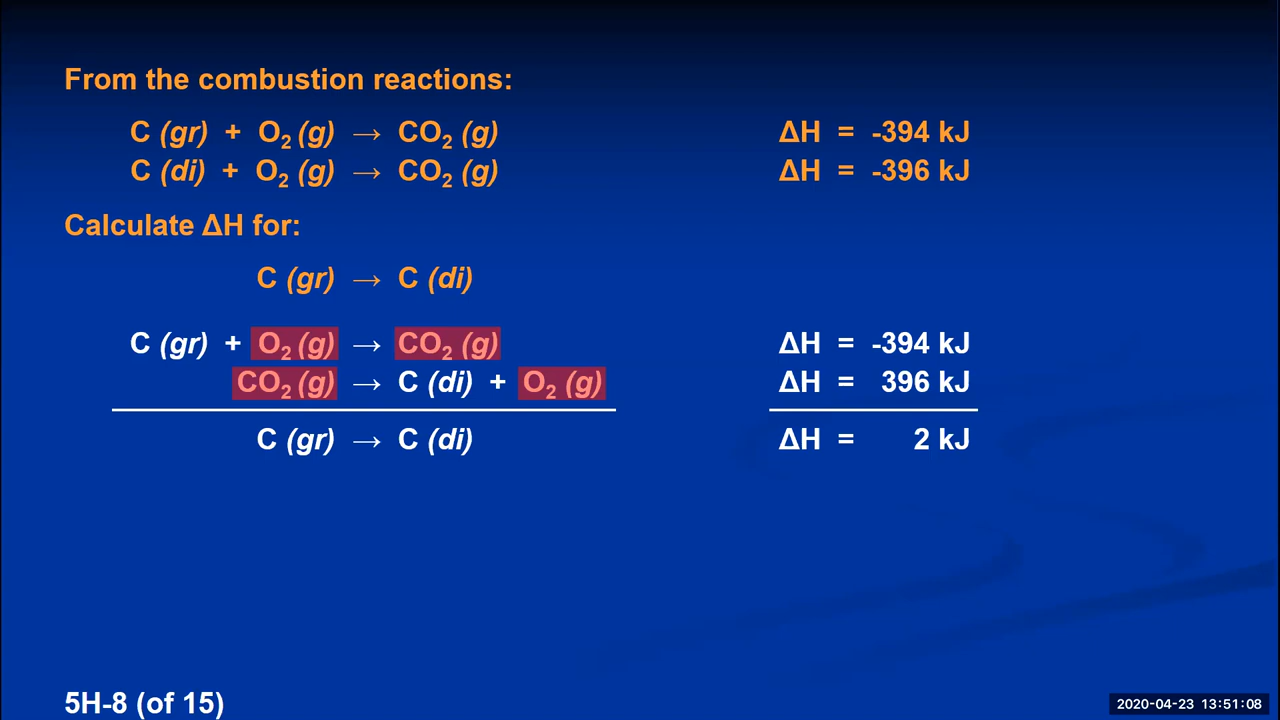 From the combustion reactions:
C (gr) + O₂ (g) → CO₂ (g) ΔH = -394 kJ
C (di) + O₂ (g) → CO₂ (g) ΔH = -396 kJ
Calculate ΔH for:
C (gr) → C (di)
C (gr) + O₂ (g) → CO₂ (g) ΔH = -394 kJ
CO₂ (g) → C (di) + O₂ (g) ΔH = 396 kJ
C (gr) → C (di) ΔH = 2 kJ
5H-8 (of 15)
2020-04-23 13:51:08